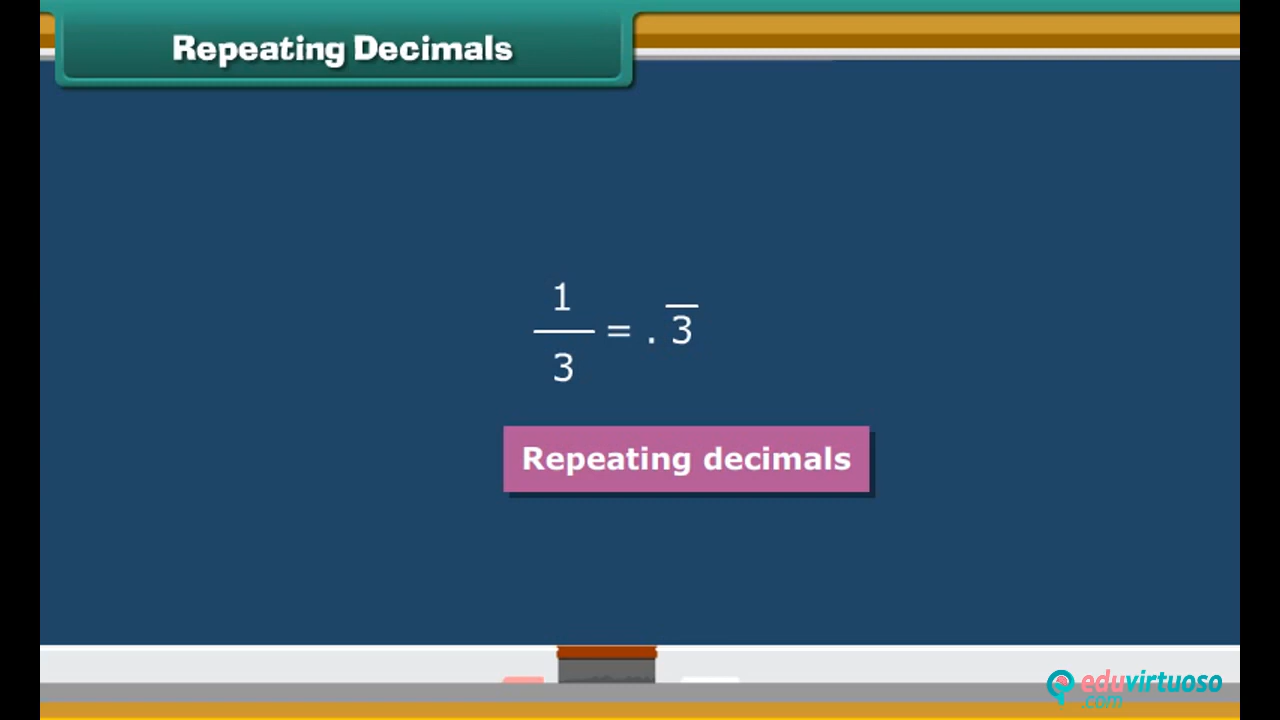 Repeating Decimals
1/3 = . 3̅
Repeating decimals
eduvirtuoso
.com